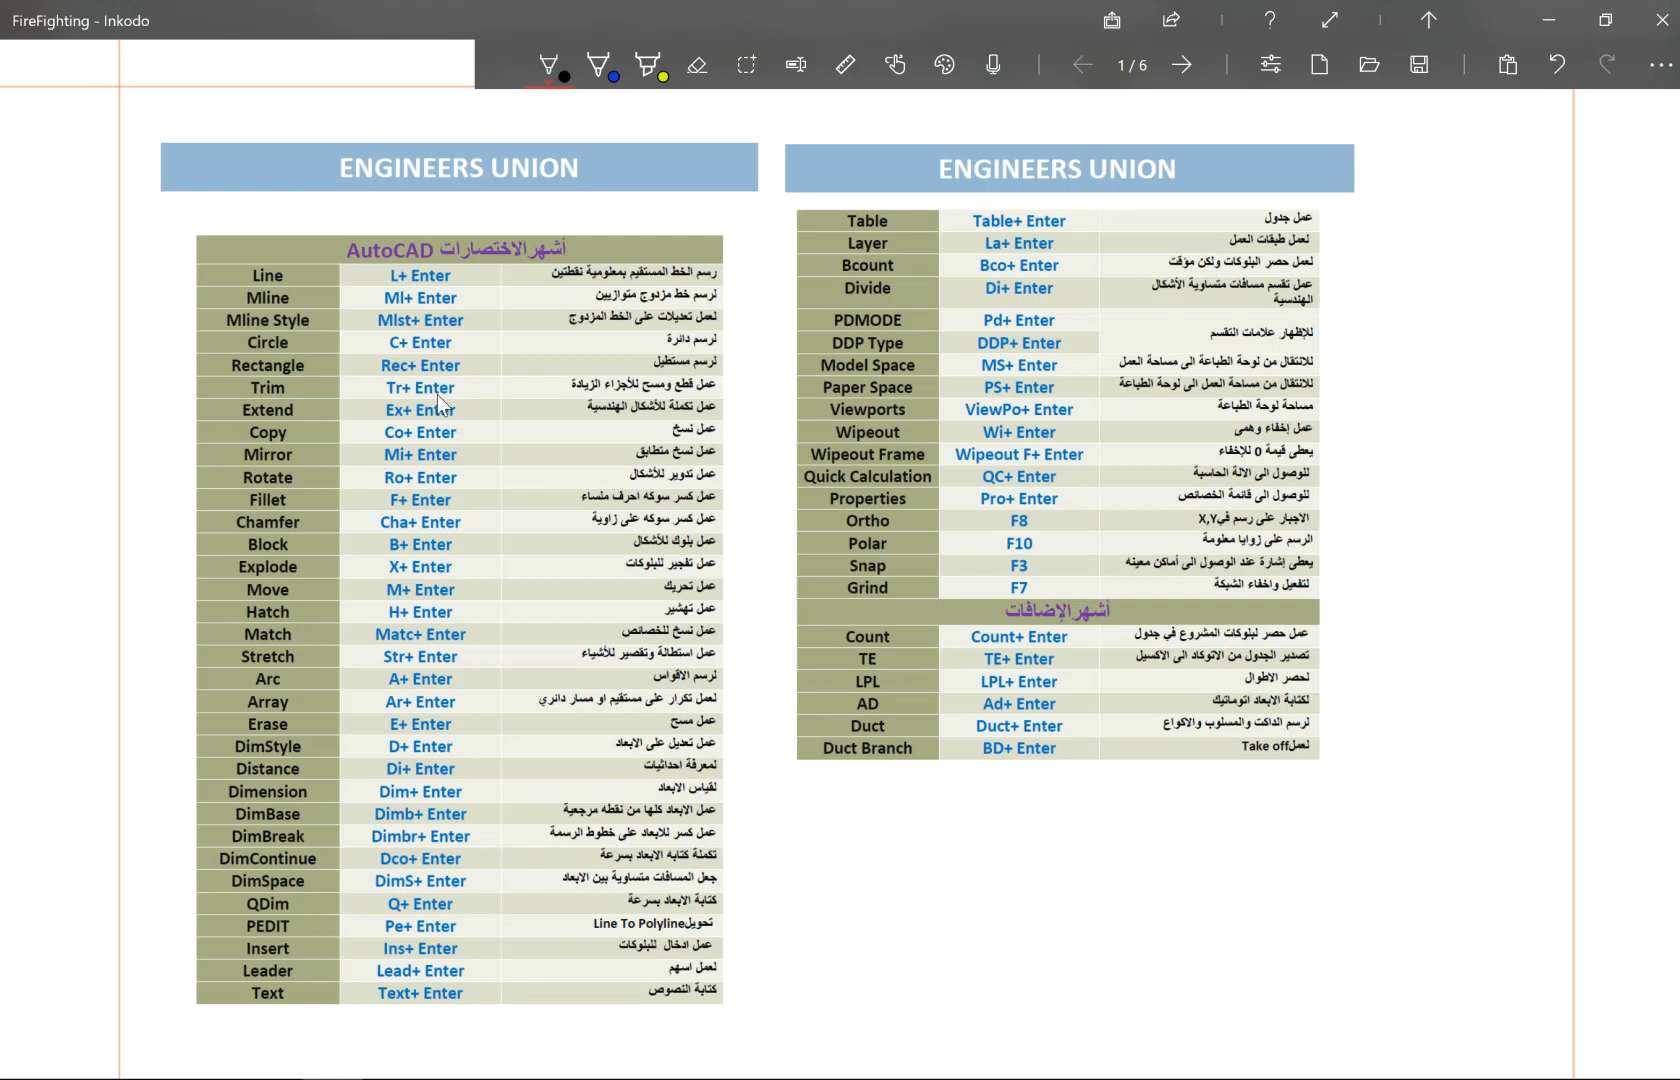 FireFighting - Inkodo
1 / 6
ENGINEERS UNION
أشهر الاختصارات AutoCAD
Line L+ Enter رسم الخط المستقيم بمعلومية نقطتين
Mline Ml+ Enter لرسم خط مزدوج متوازيين
Mline Style Mlst+ Enter لعمل تعديلات على الخط المزدوج
Circle C+ Enter لرسم دائرة
Rectangle Rec+ Enter لرسم مستطيل
Trim Tr+ Enter عمل قطع ومسح للأجزاء الزيادة
Extend Ex+ Enter عمل تكملة للأشكال الهندسية
Copy Co+ Enter عمل نسخ
Mirror Mi+ Enter عمل نسخ متطابق
Rotate Ro+ Enter عمل تدوير للأشكال
Fillet F+ Enter عمل كسر سوكه احرف ملساء
Chamfer Cha+ Enter عمل كسر سوكه على زاوية
Block B+ Enter عمل بلوك للأشكال
Explode X+ Enter عمل تفجير للبلوكات
Move M+ Enter عمل تحريك
Hatch H+ Enter عمل تهشير
Match Matc+ Enter عمل نسخ للخصائص
Stretch Str+ Enter عمل استطالة وتقصير للأشياء
Arc A+ Enter لرسم الاقواس
Array Ar+ Enter لعمل تكرار على مستقيم او مسار دائري
Erase E+ Enter عمل مسح
DimStyle D+ Enter عمل تعديل على الابعاد
Distance Di+ Enter لمعرفة احداثيات
Dimension Dim+ Enter لقياس الابعاد
DimBase Dimb+ Enter عمل الابعاد كلها من نقطه مرجعية
DimBreak Dimbr+ Enter عمل كسر للابعاد على خطوط الرسمة
DimContinue Dco+ Enter تكملة كتابه الابعاد بسرعة
DimSpace DimS+ Enter جعل المسافات متساوية بين الابعاد
QDim Q+ Enter كتابة الابعاد بسرعة
PEDIT Pe+ Enter تحويلLine To Polyline
Insert Ins+ Enter عمل ادخال للبلوكات
Leader Lead+ Enter لعمل اسهم
Text Text+ Enter كتابة النصوص
ENGINEERS UNION
Table Table+ Enter عمل جدول
Layer La+ Enter لعمل طبقات العمل
Bcount Bco+ Enter لعمل حصر البلوكات ولكن مؤقت
Divide Di+ Enter عمل تقسم مسافات متساوية الأشكال
الهندسية
PDMODE Pd+ Enter للإظهار علامات التقسم
DDP Type DDP+ Enter
Model Space MS+ Enter للانتقال من لوحة الطباعة الى مساحة العمل
Paper Space PS+ Enter للانتقال من مساحة العمل الى لوحة الطباعة
Viewports ViewPo+ Enter مساحة لوحة الطباعة
Wipeout Wi+ Enter عمل إخفاء وهمى
Wipeout Frame Wipeout F+ Enter يعطى قيمة 0 للإخفاء
Quick Calculation QC+ Enter للوصول الى الالة الحاسبة
Properties Pro+ Enter للوصول الى قائمة الخصائص
Ortho F8 الاجبار على رسم فيX,Y
Polar F10 الرسم على زوايا معلومة
Snap F3 يعطى إشارة عند الوصول الى أماكن معينه
Grind F7 لتفعيل واخفاء الشبكة
أشهر الإضافات
Count Count+ Enter عمل حصر لبلوكات المشروع في جدول
TE TE+ Enter تصدير الجدول من الاتوكاد الى الاكسيل
LPL LPL+ Enter لحصر الاطوال
AD Ad+ Enter لكتابة الابعاد اتوماتيك
Duct Duct+ Enter لرسم الداكت والمسلوب والاكواع
Duct Branch BD+ Enter لعملTake off